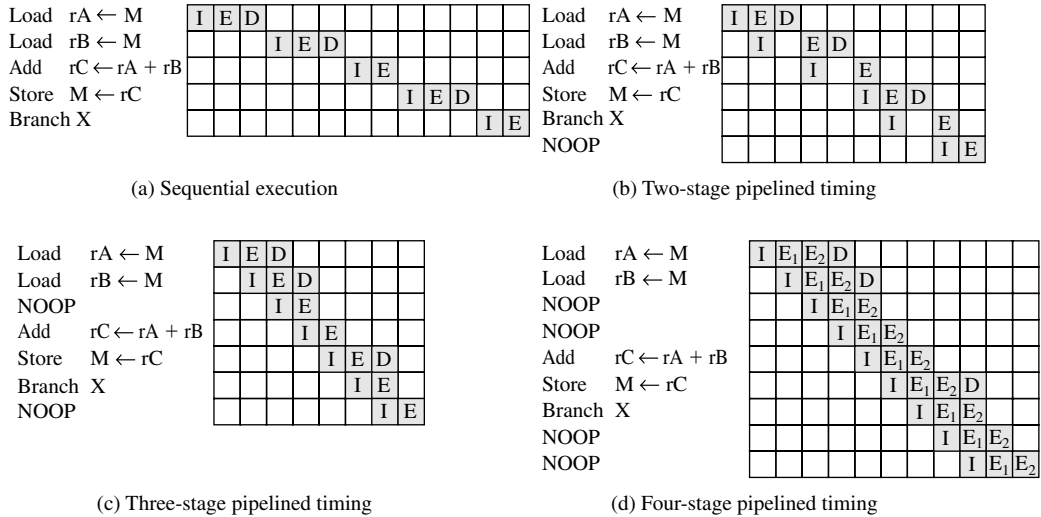 Load rA ← M I E D
Load rB ← M I E D
Add rC ← rA + rB I E
Store M ← rC I E D
Branch X I E
(a) Sequential execution
Load rA ← M I E D
Load rB ← M I E D
Add rC ← rA + rB I E
Store M ← rC I E D
Branch X I E
NOOP I E
(b) Two-stage pipelined timing
Load rA ← M I E D
Load rB ← M I E D
NOOP I E
Add rC ← rA + rB I E
Store M ← rC I E D
Branch X I E
NOOP I E
(c) Three-stage pipelined timing
Load rA ← M I E₁ E₂ D
Load rB ← M I E₁ E₂ D
NOOP I E₁ E₂
NOOP I E₁ E₂
Add rC ← rA + rB I E₁ E₂
Store M ← rC I E₁ E₂ D
Branch X I E₁ E₂
NOOP I E₁ E₂
NOOP I E₁ E₂
(d) Four-stage pipelined timing